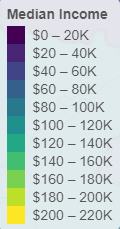 Median Income
$0 – 20K
$20 – 40K
$40 – 60K
$60 – 80K
$80 – 100K
$100 – 120K
$120 – 140K
$140 – 160K
$160 – 180K
$180 – 200K
$200 – 220K